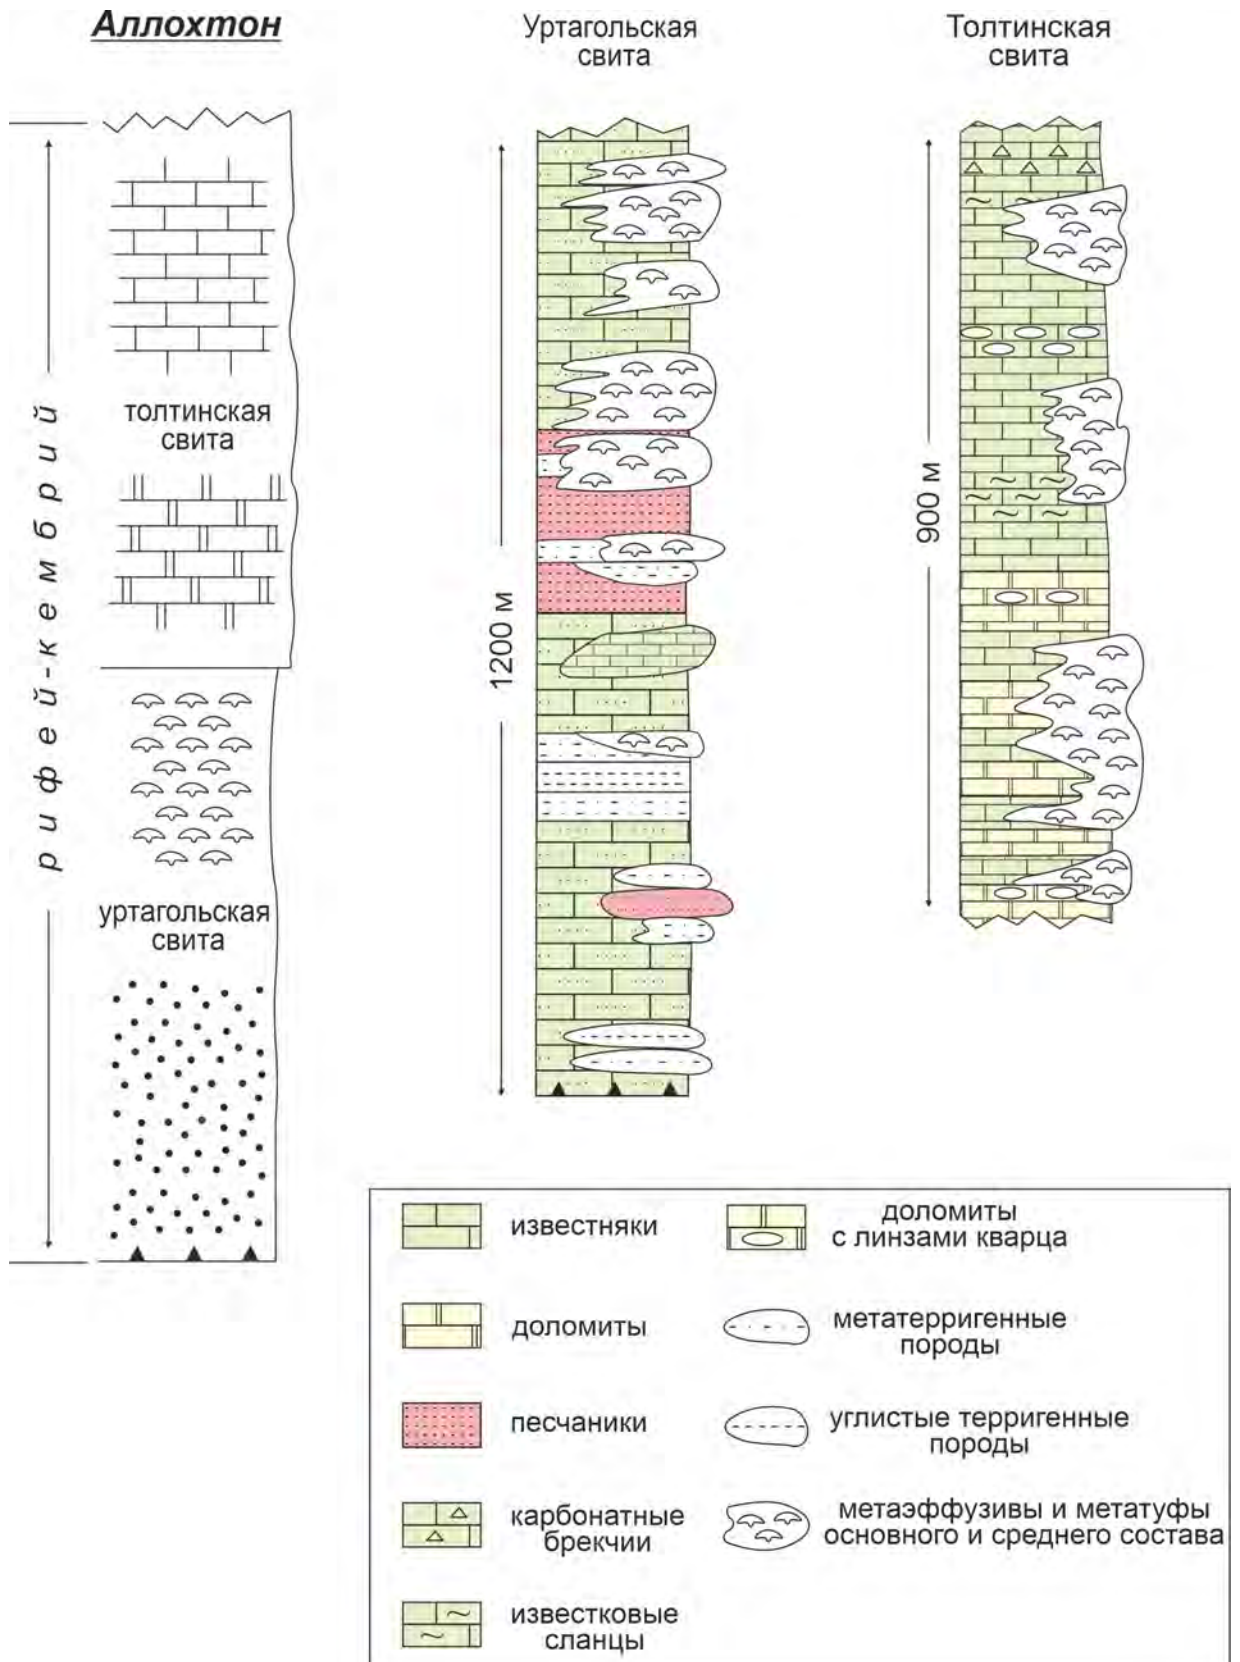 Аллохтон
Уртагольская
свита
Толтинская
свита
рифей-кембрий
толтинская
свита
уртагольская
свита
1200 м
900 м
известняки
доломиты
песчаники
карбонатные
брекчии
известковые
сланцы
доломиты
с линзами кварца
метатерригенные
породы
углистые терригенные
породы
метаэффузивы и метатуфы
основного и среднего состава